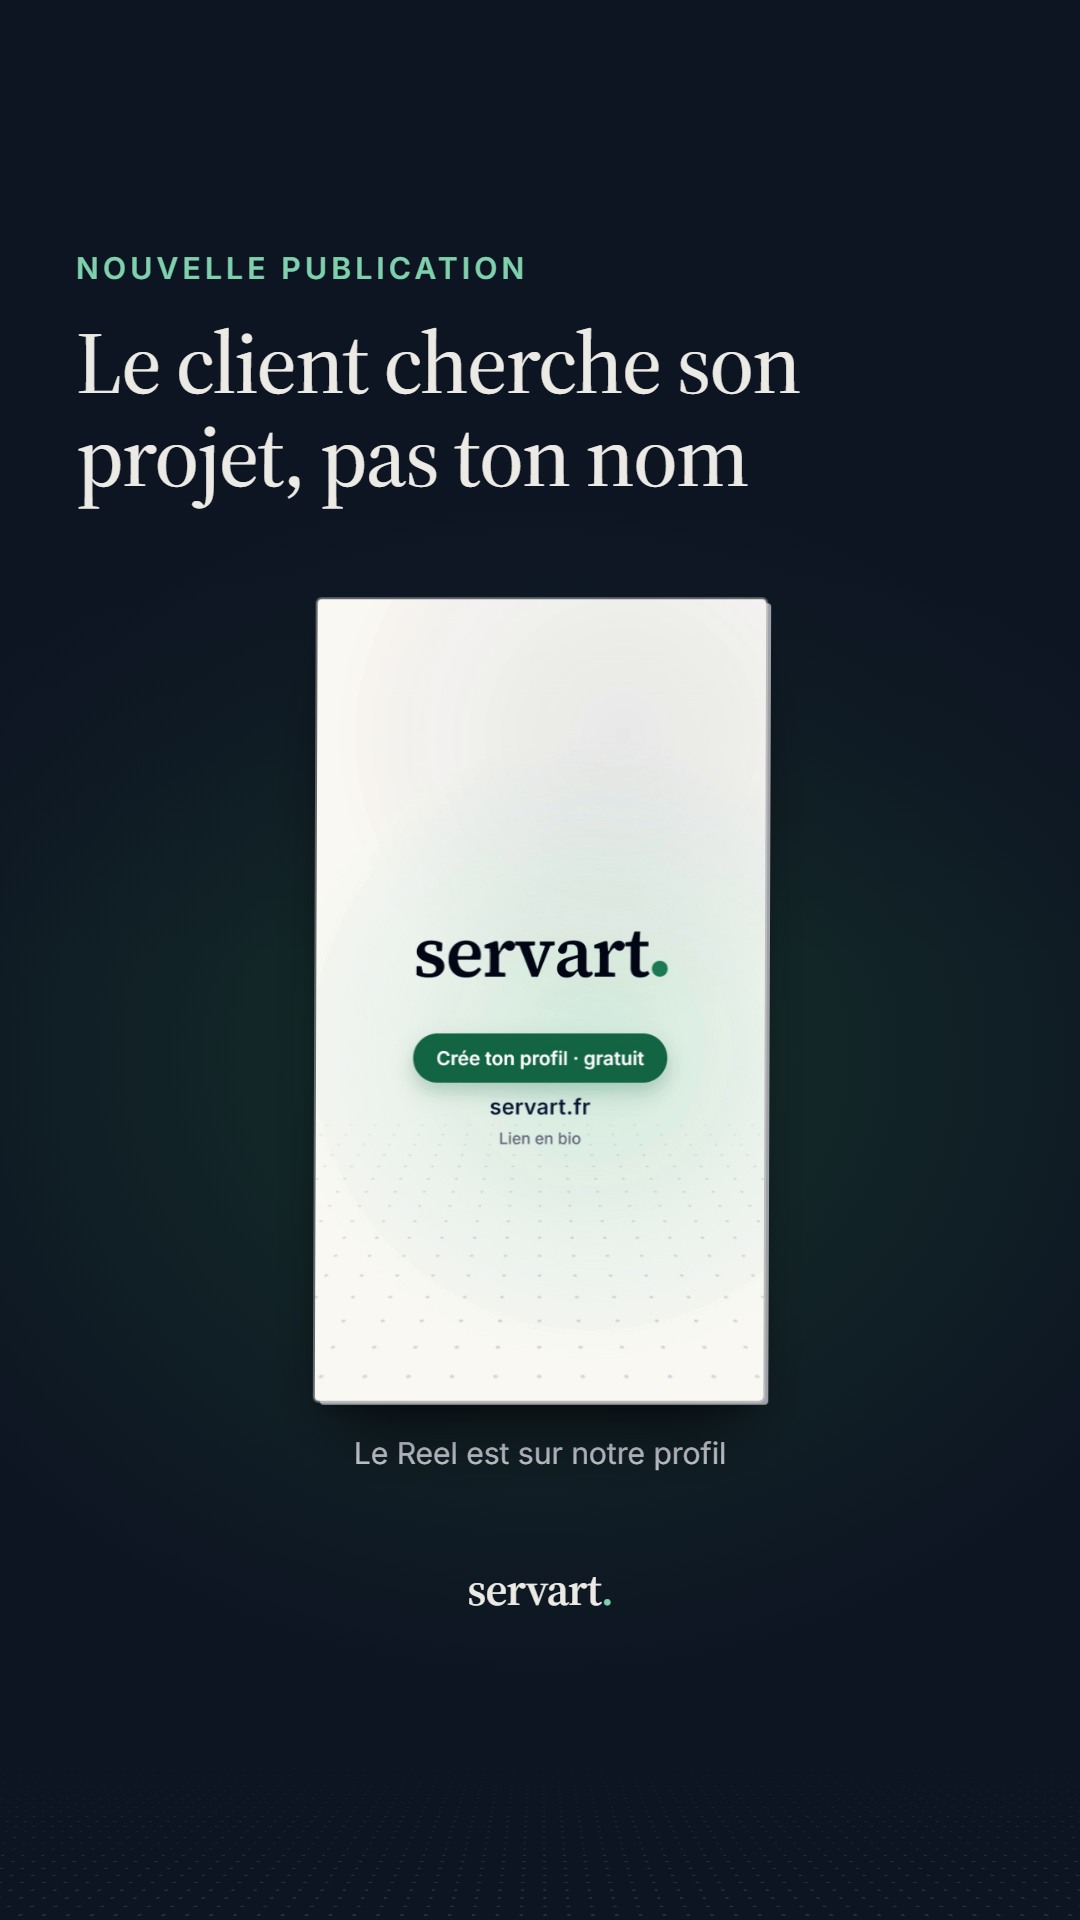 NOUVELLE PUBLICATION
Le client cherche son
projet, pas ton nom
servart.
Crée ton profil · gratuit
servart.fr
Lien en bio
Le Reel est sur notre profil
servart.